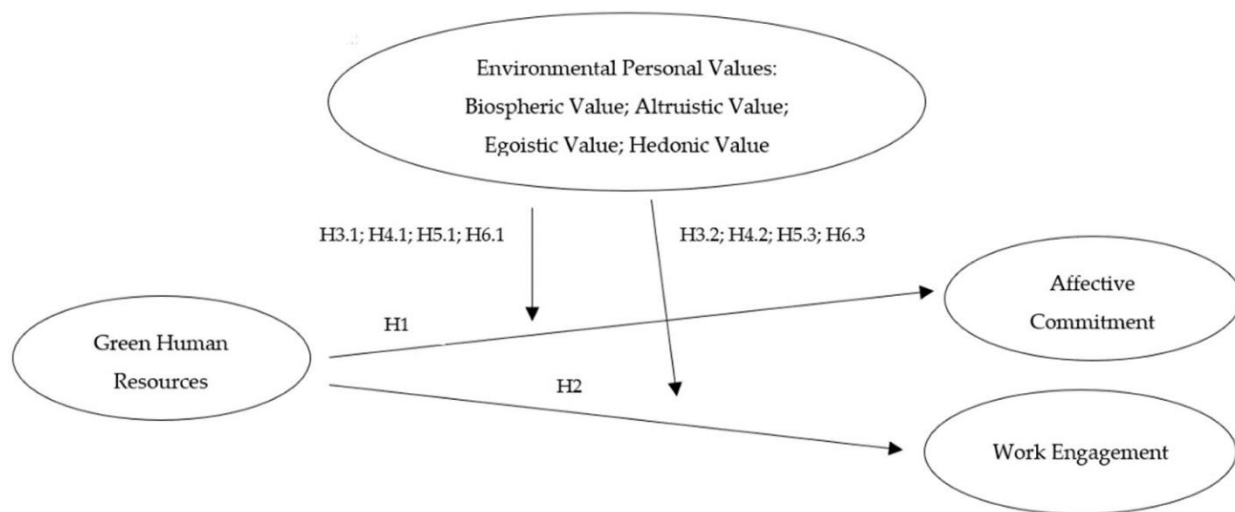 Environmental Personal Values:
Biospheric Value; Altruistic Value;
Egoistic Value; Hedonic Value
H3.1; H4.1; H5.1; H6.1
H3.2; H4.2; H5.3; H6.3
Affective
Commitment
H1
Green Human
Resources
H2
Work Engagement